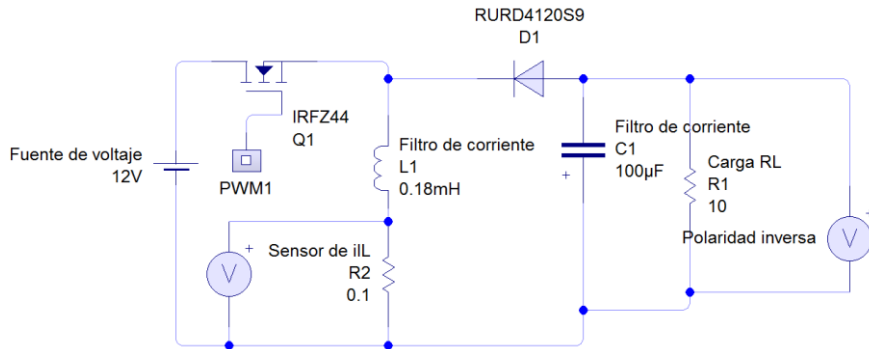 RURD4120S9
D1
IRFZ44
Q1
Fuente de voltaje
12V
PWM1
Filtro de corriente
L1
0.18mH
Filtro de corriente
C1
100µF
+
Carga RL
R1
10
+
V
Polaridad inversa
+
V
Sensor de iIL
R2
0.1